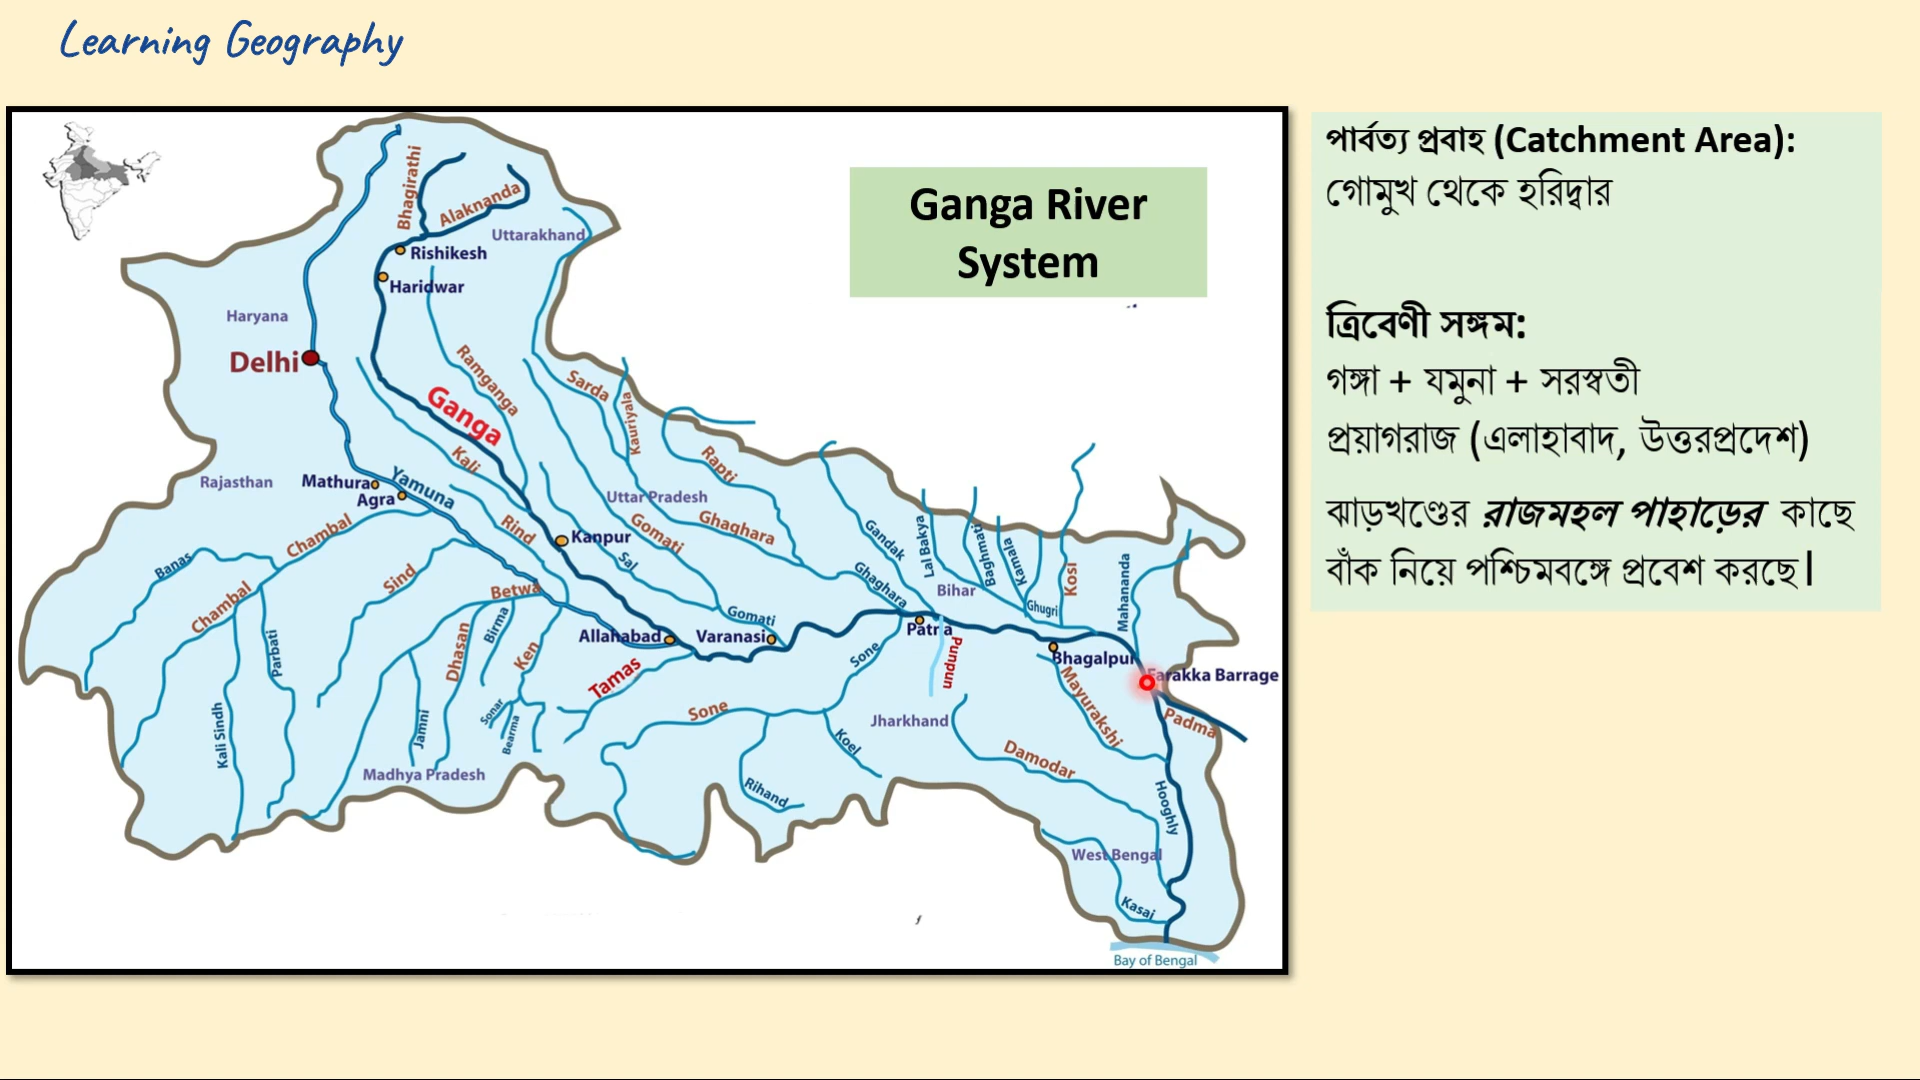 Learning Geography
Ganga River
System
পার্বত্য প্রবাহ (Catchment Area):
গোমুখ থেকে হরিদ্বার
ত্রিবেণী সঙ্গম:
গঙ্গা + যমুনা + সরস্বতী
প্রয়াগরাজ (এলাহাবাদ, উত্তরপ্রদেশ)
ঝাড়খণ্ডের রাজমহল পাহাড়ের কাছে
বাঁক নিয়ে পশ্চিমবঙ্গে প্রবেশ করছে।
Bhagirathi
Alaknanda
Uttarakhand
Rishikesh
Haridwar
Haryana
Delhi
Ramganga
Sarda
Kauriyala
Ganga
Kali
Rapti
Rajasthan
Mathura
Agra
Yamuna
Uttar Pradesh
Chambal
Rind
Kanpur
Gomati
Ghaghara
Sal
Gandak
Lal Bakya
Baghmati
Kamala
Kosi
Mahananda
Banas
Chambal
Sind
Betwa
Ghaghara
Bihar
Ghugri
Parbati
Dhasan
Birma
Ken
Allahabad
Varanasi
Gomati
Patna
Punpun
Sone
Bhagalpur
Farakka Barrage
Tamas
Mayurakshi
Padma
Kali Sindh
Jamni
Sonar
Bearma
Sone
Koel
Jharkhand
Damodar
Madhya Pradesh
Rihand
Hooghly
West Bengal
Kasai
Bay of Bengal